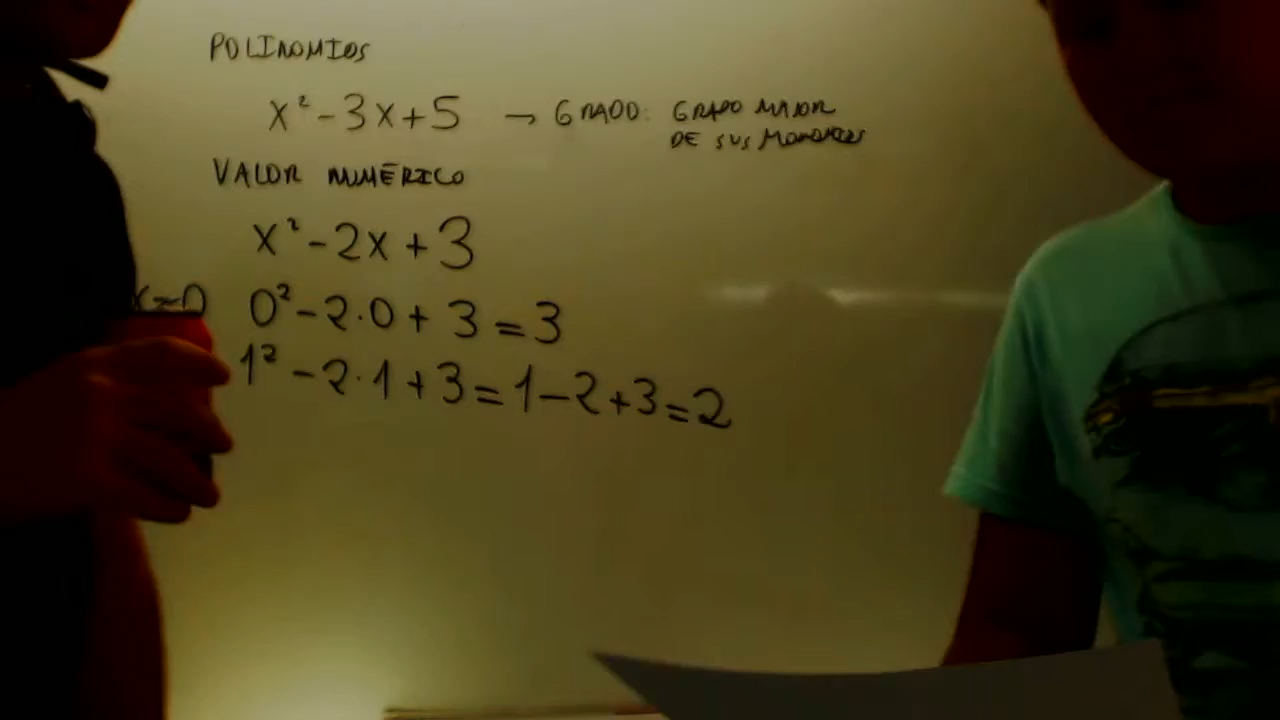 POLINOMIOS
x² - 3x + 5 → GRADO: GRADO MAIOR
DE SUS MONOMIOS
VALOR NUMÉRICO
x² - 2x + 3
x=0 0² - 2·0 + 3 = 3
1² - 2·1 + 3 = 1 - 2 + 3 = 2